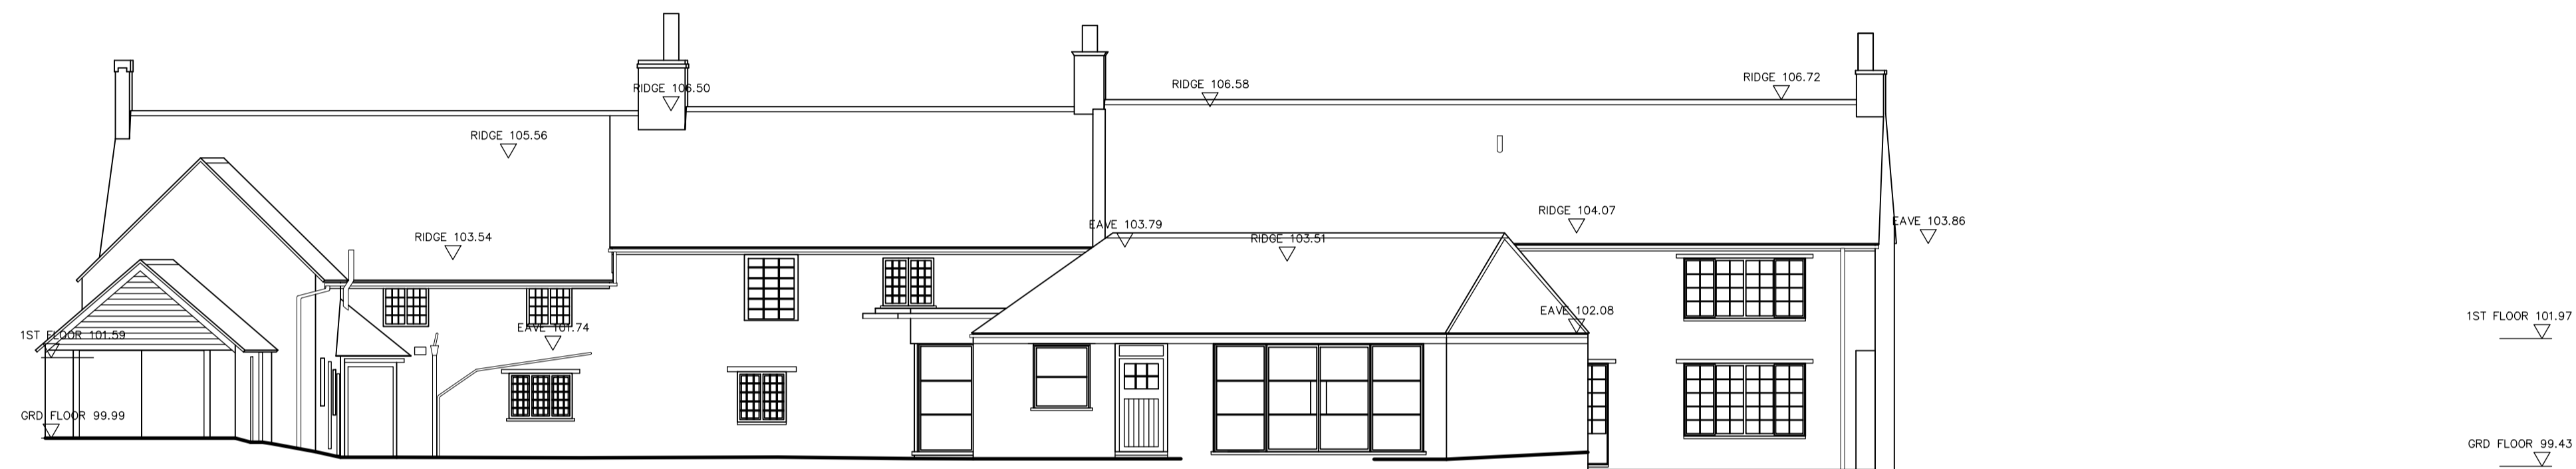 RIDGE 106.50
RIDGE 106.58
RIDGE 106.72
RIDGE 105.56
RIDGE 103.54
EAVE 103.79
RIDGE 103.51
RIDGE 104.07
EAVE 103.86
1ST FLOOR 101.59
EAVE 101.74
EAVE 102.08
1ST FLOOR 101.97
GRD FLOOR 99.99
GRD FLOOR 99.43